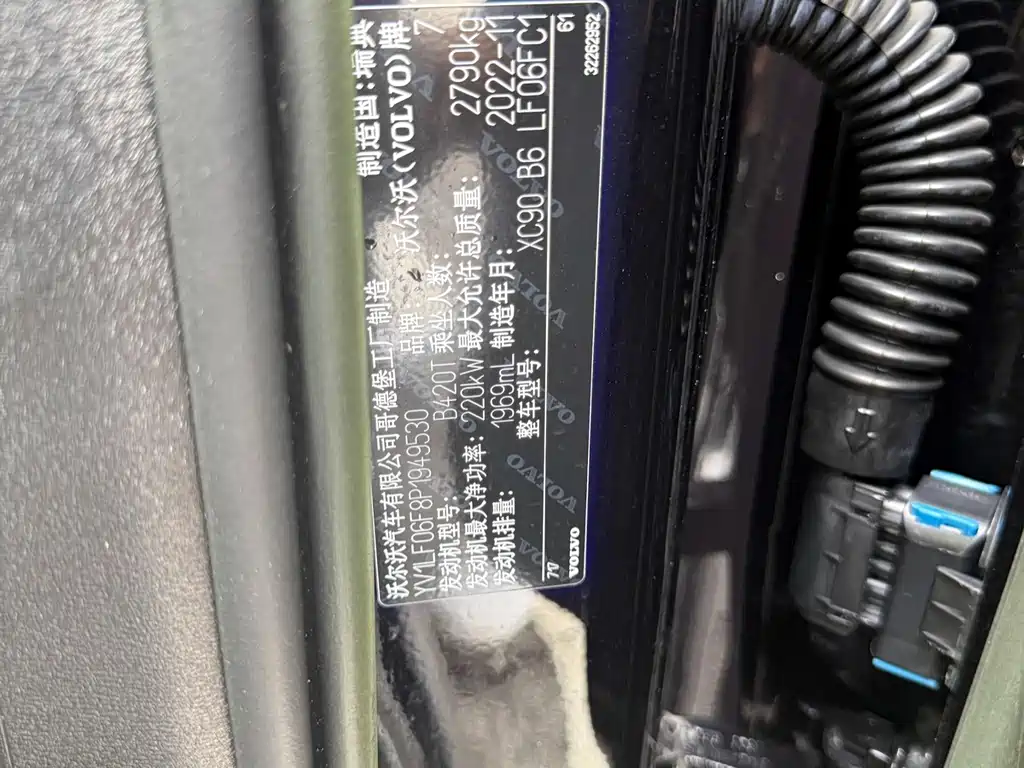 沃尔沃汽车有限公司哥德堡工厂制造 制造国:瑞典
YV1LF06F8P1949530 品牌: 沃尔沃(VOLVO)牌
发动机型号: B420T 乘坐人数: 7
发动机最大净功率: 220kW 最大允许总质量: 2790kg
发动机排量: 1969mL 制造年月: 2022-11
整车型号: XC90 B6 LF06FC1
717 61
VOLVO 32262952